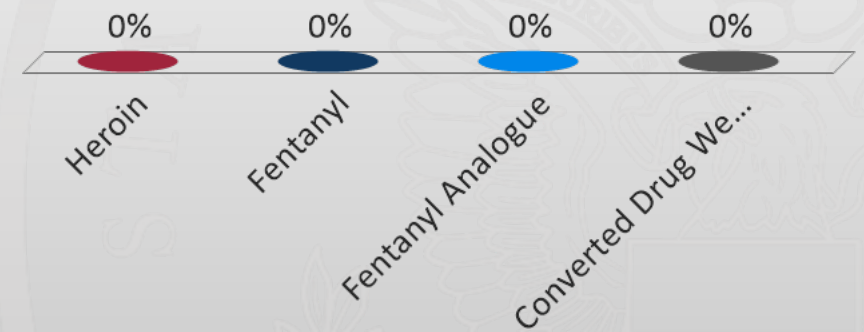 0% 0% 0% 0%
Heroin
Fentanyl
Fentanyl Analogue
Converted Drug We...